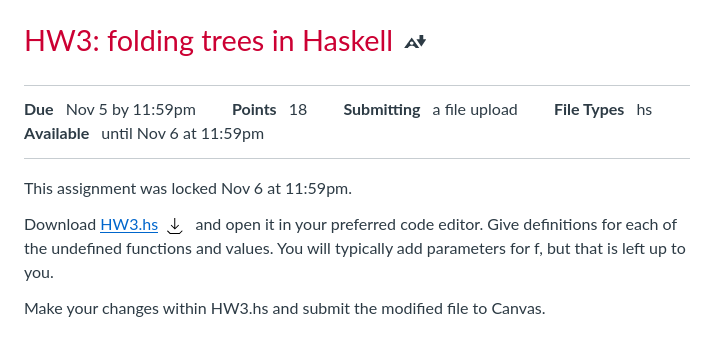 HW3: folding trees in Haskell
Due Nov 5 by 11:59pm Points 18 Submitting a file upload File Types hs
Available until Nov 6 at 11:59pm
This assignment was locked Nov 6 at 11:59pm.
Download HW3.hs and open it in your preferred code editor. Give definitions for each of
the undefined functions and values. You will typically add parameters for f, but that is left up to
you.
Make your changes within HW3.hs and submit the modified file to Canvas.